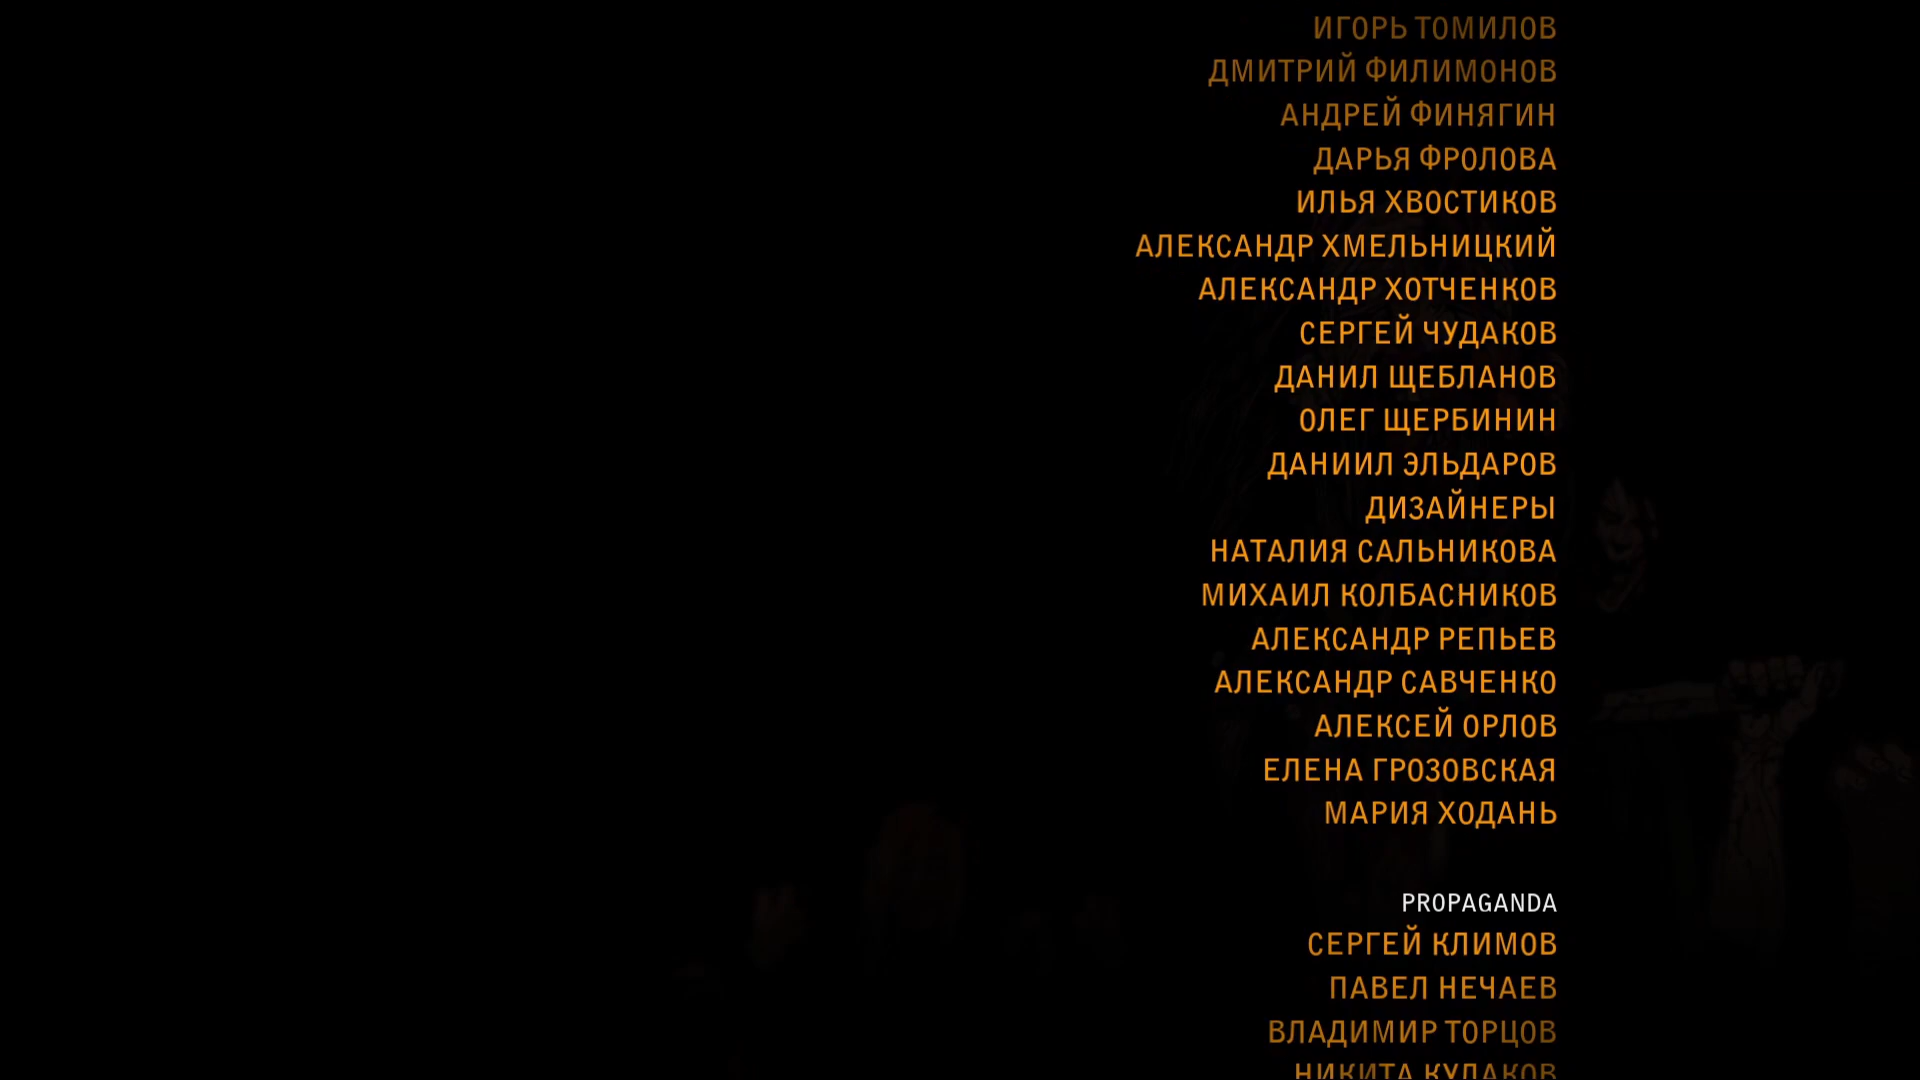 ИГОРЬ ТОМИЛОВ
ДМИТРИЙ ФИЛИМОНОВ
АНДРЕЙ ФИНЯГИН
ДАРЬЯ ФРОЛОВА
ИЛЬЯ ХВОСТИКОВ
АЛЕКСАНДР ХМЕЛЬНИЦКИЙ
АЛЕКСАНДР ХОТЧЕНКОВ
СЕРГЕЙ ЧУДАКОВ
ДАНИЛ ЩЕБЛАНОВ
ОЛЕГ ЩЕРБИНИН
ДАНИИЛ ЭЛЬДАРОВ
ДИЗАЙНЕРЫ
НАТАЛИЯ САЛЬНИКОВА
МИХАИЛ КОЛБАСНИКОВ
АЛЕКСАНДР РЕПЬЕВ
АЛЕКСАНДР САВЧЕНКО
АЛЕКСЕЙ ОРЛОВ
ЕЛЕНА ГРОЗОВСКАЯ
МАРИЯ ХОДАНЬ
PROPAGANDA
СЕРГЕЙ КЛИМОВ
ПАВЕЛ НЕЧАЕВ
ВЛАДИМИР ТОРЦОВ
НИКИТА